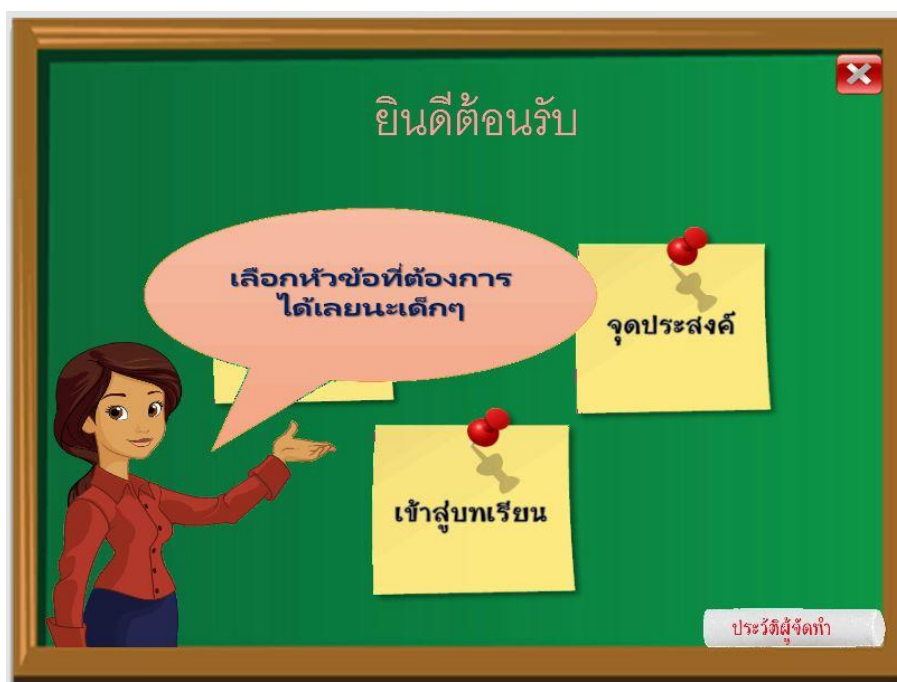 ยินดีต้อนรับ
เลือกหัวข้อที่ต้องการ
ได้เลยนะเด็กๆ
จุดประสงค์
เข้าสู่บทเรียน
ประวัติผู้จัดทำ